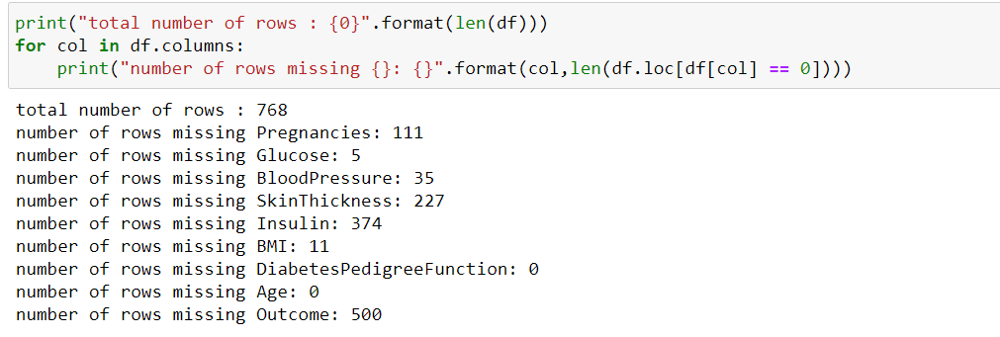 print("total number of rows : {0}".format(len(df)))
for col in df.columns:
    print("number of rows missing {}: {}".format(col,len(df.loc[df[col] == 0])))
total number of rows : 768
number of rows missing Pregnancies: 111
number of rows missing Glucose: 5
number of rows missing BloodPressure: 35
number of rows missing SkinThickness: 227
number of rows missing Insulin: 374
number of rows missing BMI: 11
number of rows missing DiabetesPedigreeFunction: 0
number of rows missing Age: 0
number of rows missing Outcome: 500